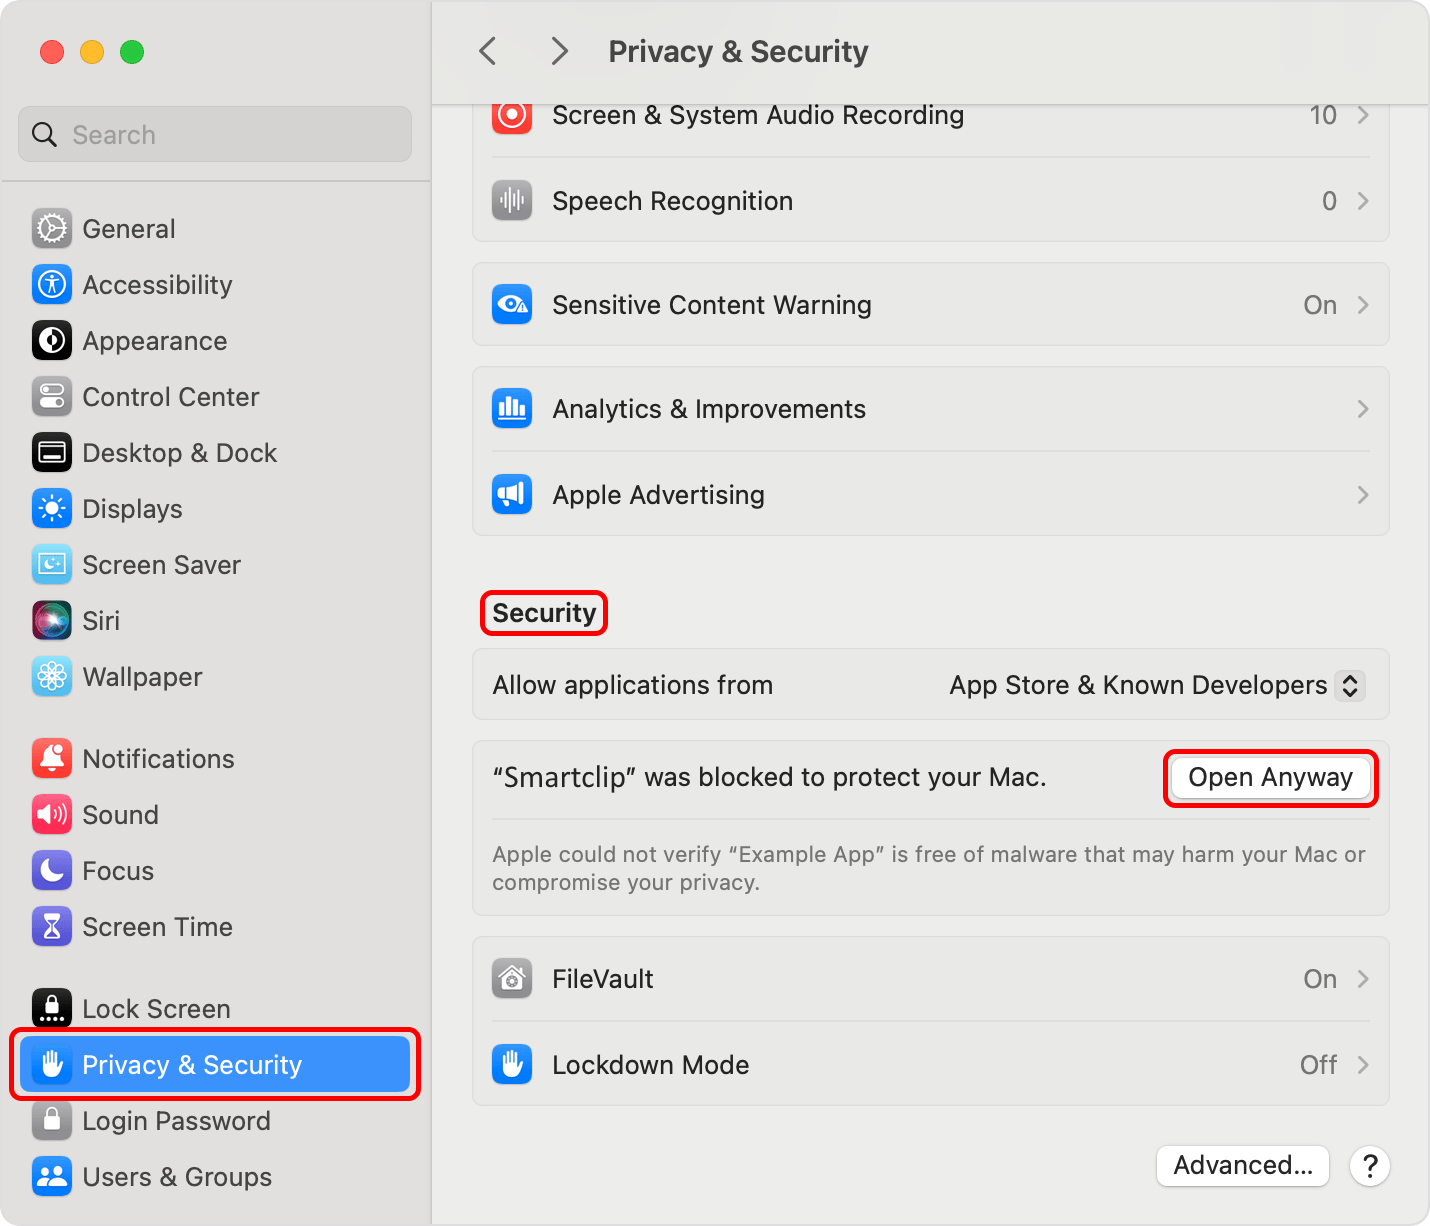 Search
General
Accessibility
Appearance
Control Center
Desktop & Dock
Displays
Screen Saver
Siri
Wallpaper
Notifications
Sound
Focus
Screen Time
Lock Screen
Privacy & Security
Login Password
Users & Groups
Privacy & Security
Screen & System Audio Recording 10
Speech Recognition 0
Sensitive Content Warning On
Analytics & Improvements
Apple Advertising
Security
Allow applications from App Store & Known Developers
“Smartclip” was blocked to protect your Mac. Open Anyway
Apple could not verify “Example App” is free of malware that may harm your Mac or
compromise your privacy.
FileVault On
Lockdown Mode Off
Advanced... ?